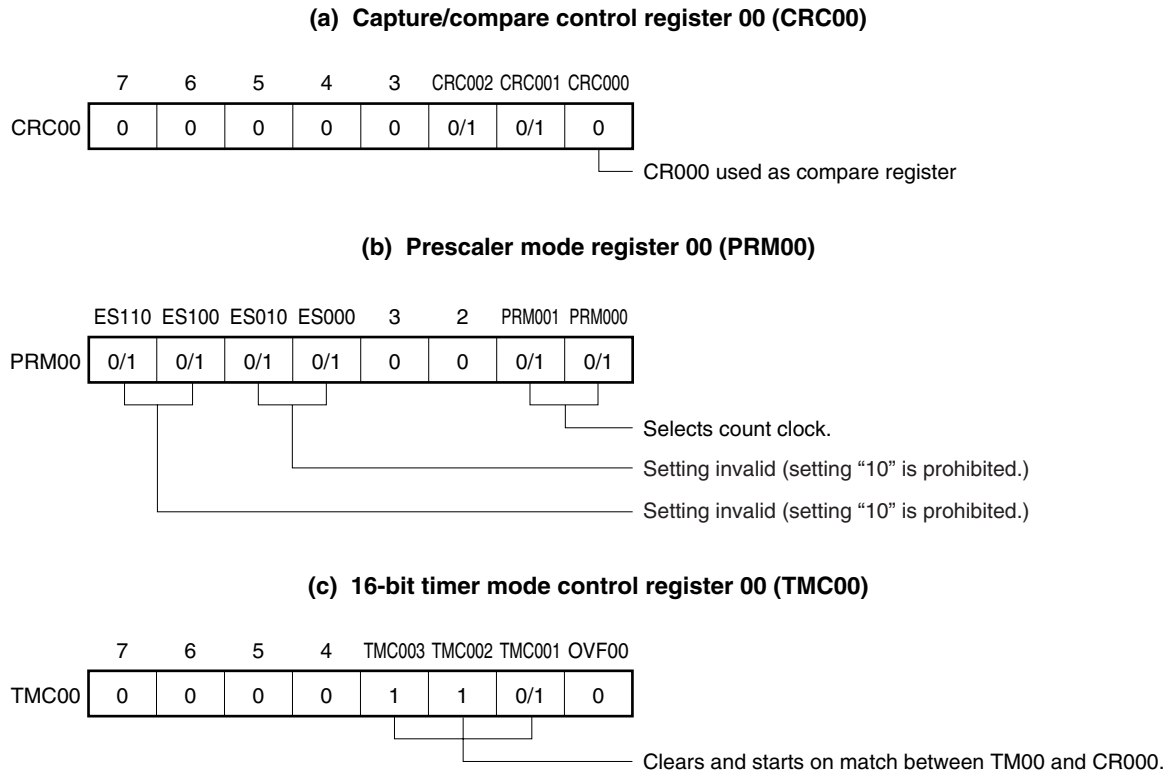 (a) Capture/compare control register 00 (CRC00)
7 6 5 4 3 CRC002 CRC001 CRC000
CRC00 0 0 0 0 0 0/1 0/1 0
CR000 used as compare register
(b) Prescaler mode register 00 (PRM00)
ES110 ES100 ES010 ES000 3 2 PRM001 PRM000
PRM00 0/1 0/1 0/1 0/1 0 0 0/1 0/1
Selects count clock.
Setting invalid (setting “10” is prohibited.)
Setting invalid (setting “10” is prohibited.)
(c) 16-bit timer mode control register 00 (TMC00)
7 6 5 4 TMC003 TMC002 TMC001 OVF00
TMC00 0 0 0 0 1 1 0/1 0
Clears and starts on match between TM00 and CR000.